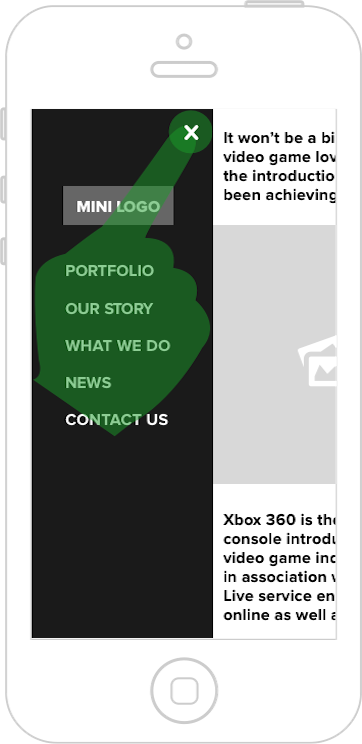 ×
MINI LOGO
PORTFOLIO
OUR STORY
WHAT WE DO
NEWS
CONTACT US
It won’t be a bi
video game lov
the introductio
been achieving
Xbox 360 is the
console introdu
video game ind
in association
Live service en
online as well a